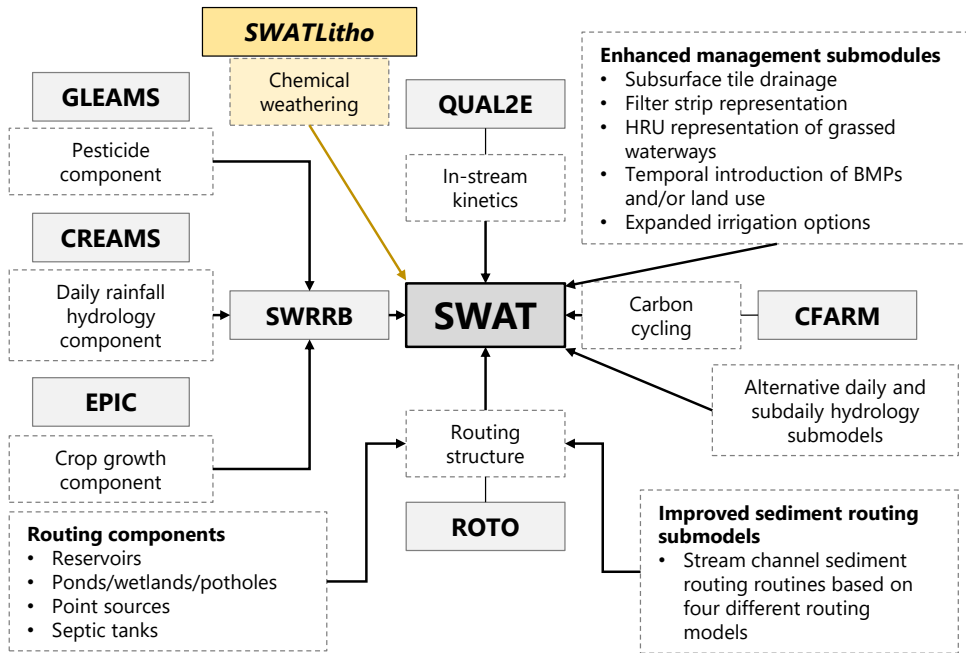 SWATLitho
Chemical
weathering
GLEAMS
Pesticide
component
QUAL2E
In-stream
kinetics
Enhanced management submodules
• Subsurface tile drainage
• Filter strip representation
• HRU representation of grassed
waterways
• Temporal introduction of BMPs
and/or land use
• Expanded irrigation options
CREAMS
Daily rainfall
hydrology
component
SWRRB
SWAT
Carbon
cycling
CFARM
EPIC
Crop growth
component
Routing
structure
ROTO
Alternative daily and
subdaily hydrology
submodels
Routing components
• Reservoirs
• Ponds/wetlands/potholes
• Point sources
• Septic tanks
Improved sediment routing
submodels
• Stream channel sediment
routing routines based on
four different routing
models